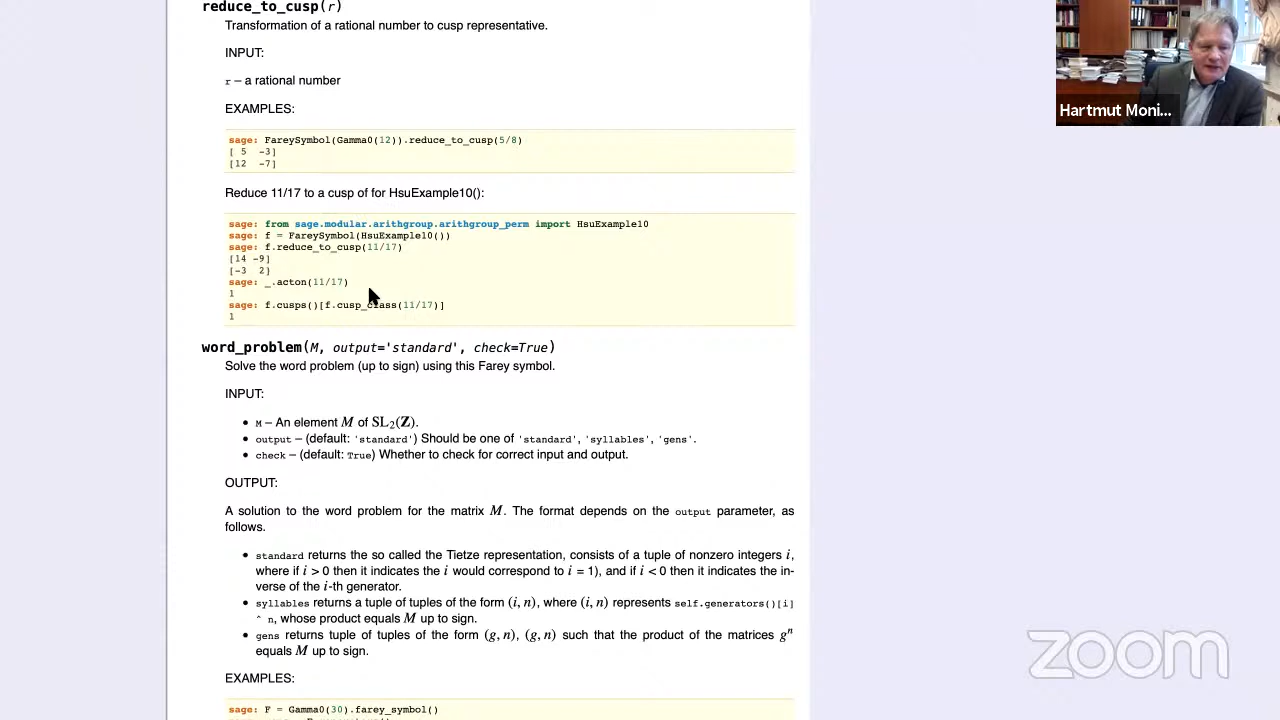 reduce_to_cusp(r)
Transformation of a rational number to cusp representative.
INPUT:
r – a rational number
EXAMPLES:
sage: FareySymbol(Gamma0(12)).reduce_to_cusp(5/8)
[ 5 -3]
[12 -7]
Reduce 11/17 to a cusp of for HsuExample10():
sage: from sage.modular.arithgroup.arithgroup_perm import HsuExample10
sage: f = FareySymbol(HsuExample10())
sage: f.reduce_to_cusp(11/17)
[14 -9]
[-3 2]
sage: _.acton(11/17)
1
sage: f.cusps()[f.cusp_class(11/17)]
1
word_problem(M, output='standard', check=True)
Solve the word problem (up to sign) using this Farey symbol.
INPUT:
• M – An element M of SL₂(Z).
• output – (default: 'standard') Should be one of 'standard', 'syllables', 'gens'.
• check – (default: True) Whether to check for correct input and output.
OUTPUT:
A solution to the word problem for the matrix M. The format depends on the output parameter, as
follows.
• standard returns the so called the Tietze representation, consists of a tuple of nonzero integers i,
where if i > 0 then it indicates the i would correspond to i = 1), and if i < 0 then it indicates the in-
verse of the i-th generator.
• syllables returns a tuple of tuples of the form (i, n), where (i, n) represents self.generators()[i]
^ n, whose product equals M up to sign.
• gens returns tuple of tuples of the form (g, n), (g, n) such that the product of the matrices gⁿ
equals M up to sign.
EXAMPLES:
sage: F = Gamma0(30).farey_symbol()
Hartmut Moni...
zoom